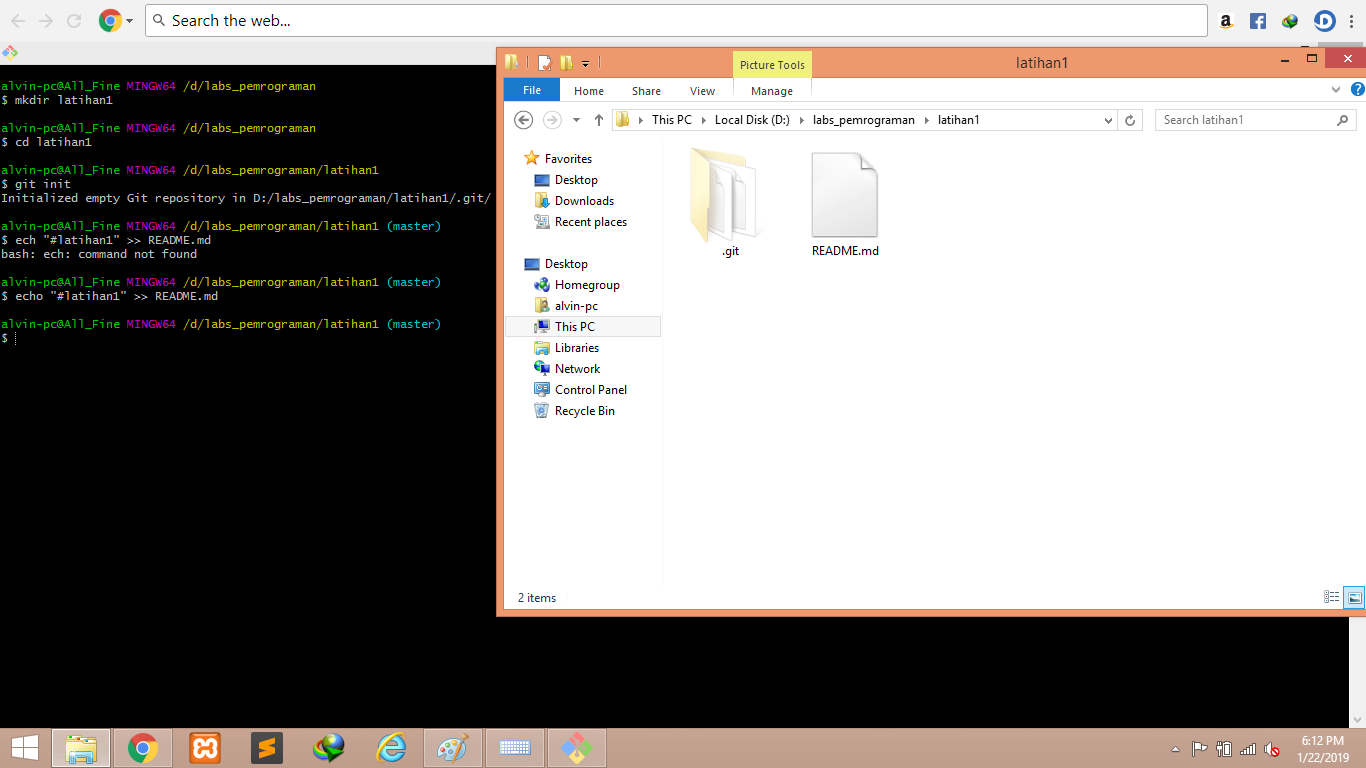 Search the web...
alvin-pc@All_Fine MINGW64 /d/labs_pemrograman
$ mkdir latihan1
alvin-pc@All_Fine MINGW64 /d/labs_pemrograman
$ cd latihan1
alvin-pc@All_Fine MINGW64 /d/labs_pemrograman/latihan1
$ git init
Initialized empty Git repository in D:/labs_pemrograman/latihan1/.git/
alvin-pc@All_Fine MINGW64 /d/labs_pemrograman/latihan1 (master)
$ ech "#latihan1" >> README.md
bash: ech: command not found
alvin-pc@All_Fine MINGW64 /d/labs_pemrograman/latihan1 (master)
$ echo "#latihan1" >> README.md
alvin-pc@All_Fine MINGW64 /d/labs_pemrograman/latihan1 (master)
$
Picture Tools
latihan1
File Home Share View Manage
This PC Local Disk (D:) labs_pemrograman latihan1
Search latihan1
Favorites
Desktop
Downloads
Recent places
Desktop
Homegroup
alvin-pc
This PC
Libraries
Network
Control Panel
Recycle Bin
.git
README.md
2 items
6:12 PM
1/22/2019